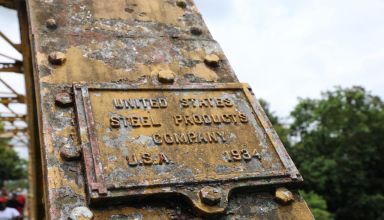 UNITED STATES
STEEL PRODUCTS
COMPANY
U.S.A. 1934